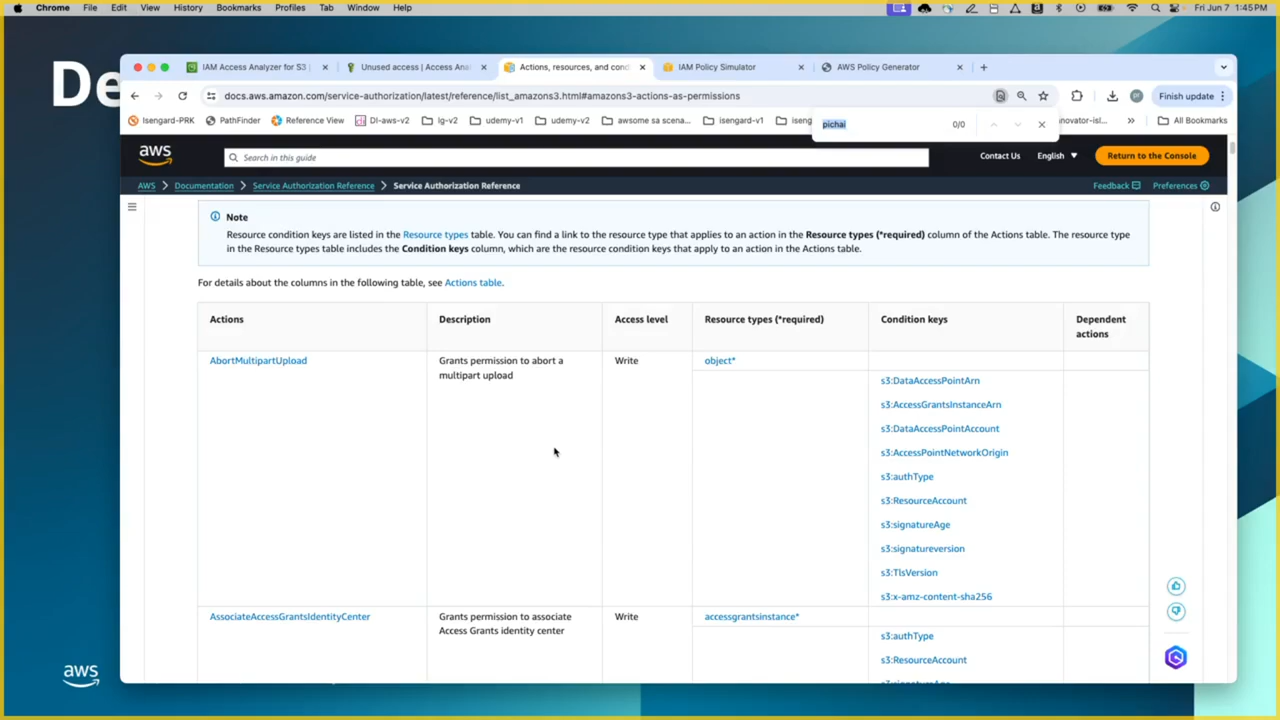 Chrome File Edit View History Bookmarks Profiles Tab Window Help Fri Jun 7 1:45PM
De
IAM Access Analyzer for S3 Unused access | Access Ana Actions, resources, and cond IAM Policy Simulator AWS Policy Generator
docs.aws.amazon.com/service-authorization/latest/reference/list_amazons3.html#amazons3-actions-as-permissions Finish update
Isengard-PRK PathFinder Reference View DI-aws-v2 lg-v2 udemy-v1 udemy-v2 awsome sa scena... isengard-v1 iseng novator-isl... » All Bookmarks
pichai 0/0
aws Search in this guide Contact Us English Return to the Console
AWS > Documentation > Service Authorization Reference > Service Authorization Reference Feedback Preferences
Note
Resource condition keys are listed in the Resource types table. You can find a link to the resource type that applies to an action in the Resource types (*required) column of the Actions table. The resource type
in the Resource types table includes the Condition keys column, which are the resource condition keys that apply to an action in the Actions table.
For details about the columns in the following table, see Actions table.
Actions Description Access level Resource types (*required) Condition keys Dependent
actions
AbortMultipartUpload Grants permission to abort a Write object*
multipart upload
s3:DataAccessPointArn
s3:AccessGrantsInstanceArn
s3:DataAccessPointAccount
s3:AccessPointNetworkOrigin
s3:authType
s3:ResourceAccount
s3:signatureAge
s3:signatureversion
s3:TlsVersion
s3:x-amz-content-sha256
AssociateAccessGrantsIdentityCenter Grants permission to associate Write accessgrantsinstance*
Access Grants identity center
s3:authType
s3:ResourceAccount
s3:signatureAge
aws